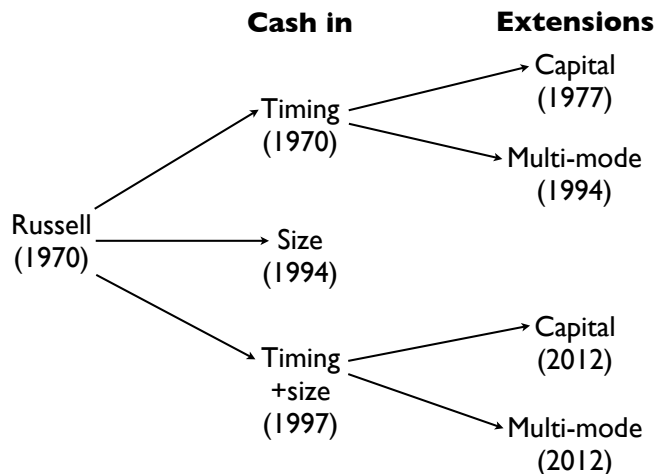 Cash in
Extensions
Capital
(1977)
Timing
(1970)
Multi-mode
(1994)
Russell
(1970)
Size
(1994)
Capital
(2012)
Timing
+size
(1997)
Multi-mode
(2012)